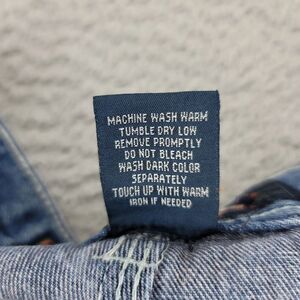 MACHINE WASH WARM
TUMBLE DRY LOW
REMOVE PROMPTLY
DO NOT BLEACH
WASH DARK COLOR
SEPARATELY
TOUCH UP WITH WARM
IRON IF NEEDED